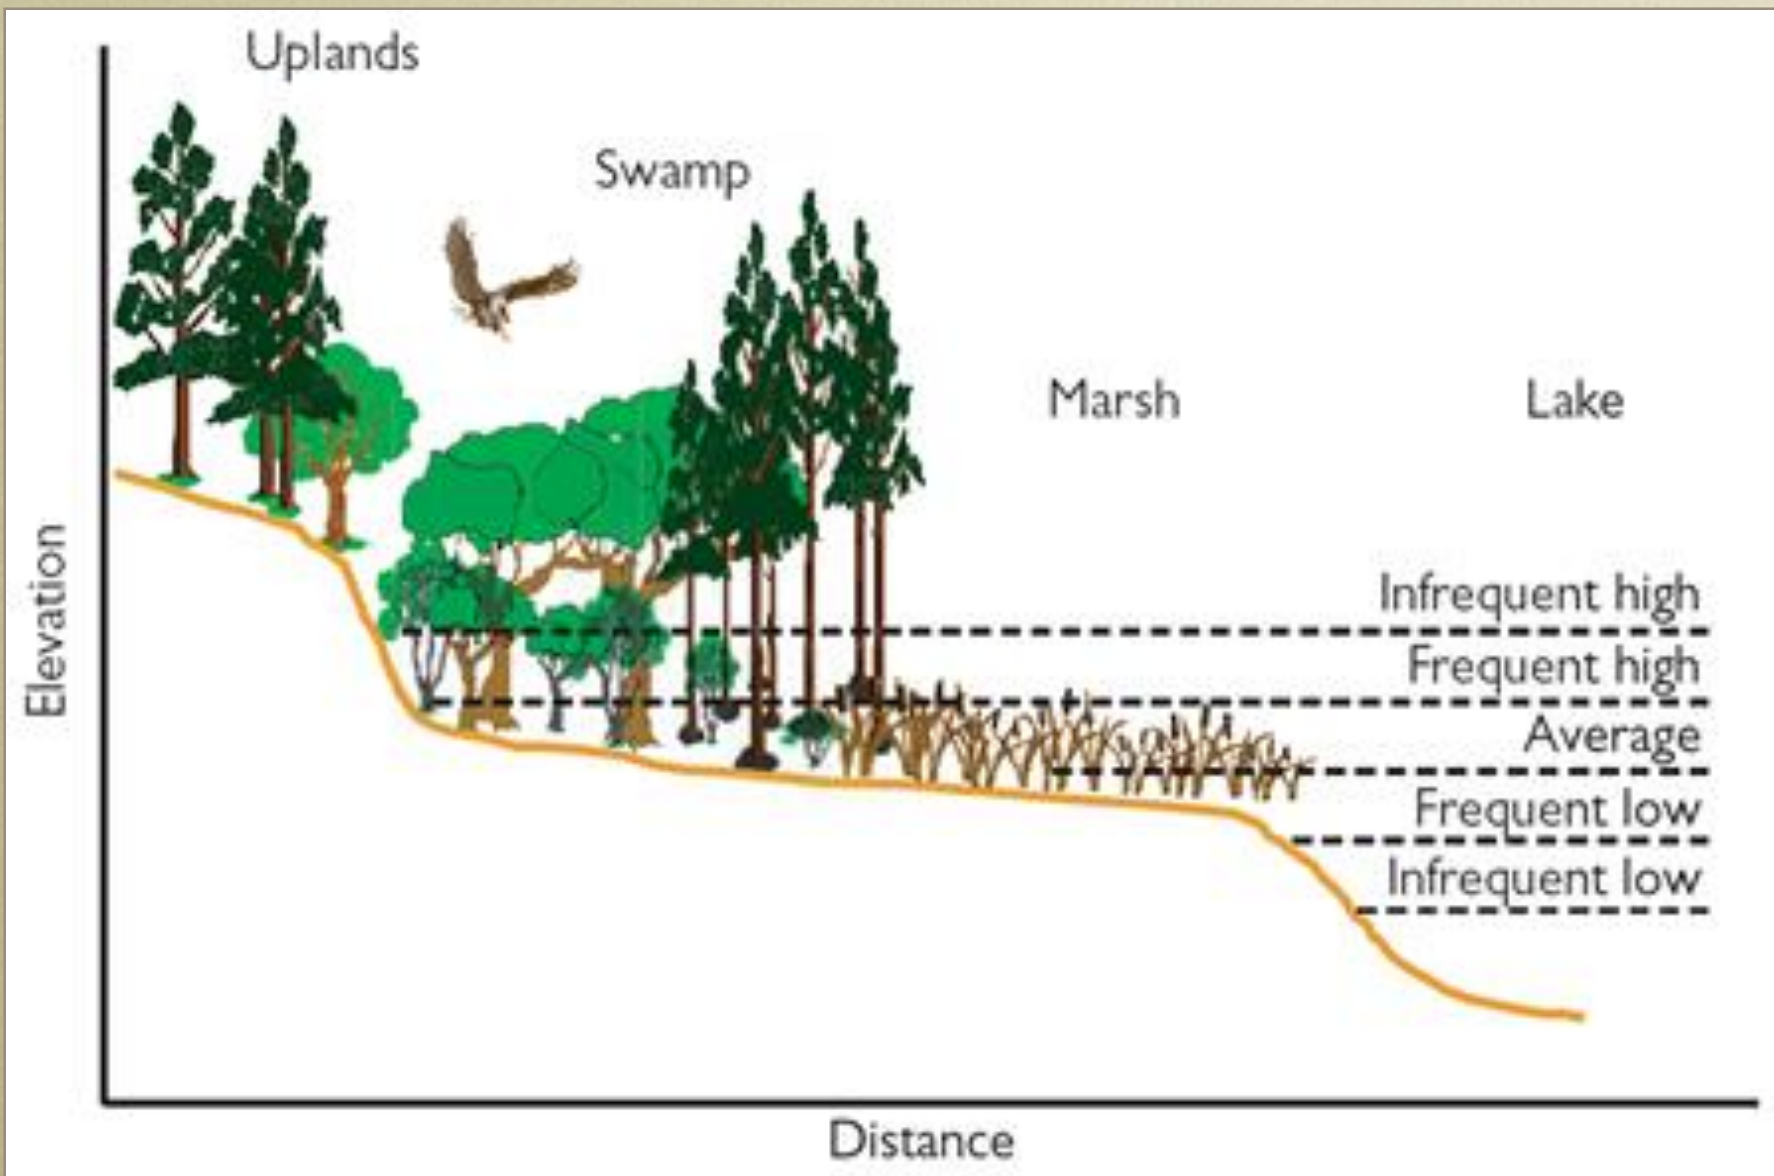 Uplands
Swamp
Marsh
Lake
Infrequent high
Frequent high
Average
Frequent low
Infrequent low
Elevation
Distance